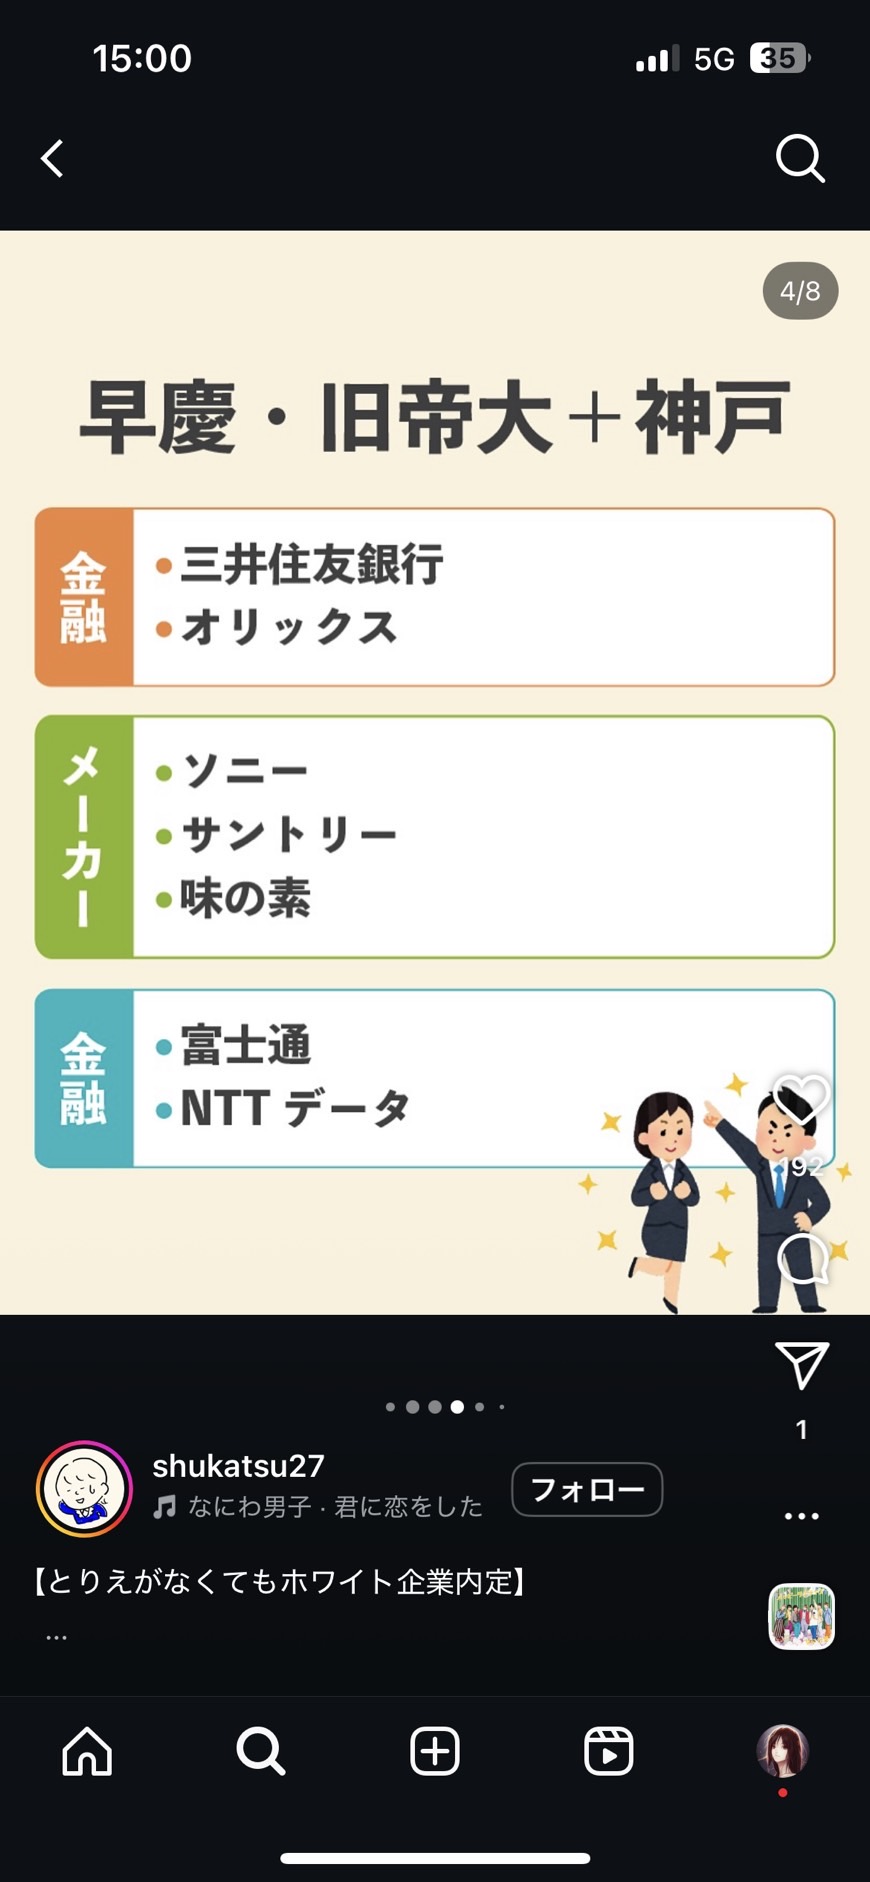 15:00
5G
35
4/8
早慶・旧帝大＋神戸
金融
•三井住友銀行
•オリックス
メーカー
•ソニー
•サントリー
•味の素
金融
•富士通
•NTT データ
192
1
shukatsu27
なにわ男子 · 君に恋をした
フォロー
【とりえがなくてもホワイト企業内定】
...